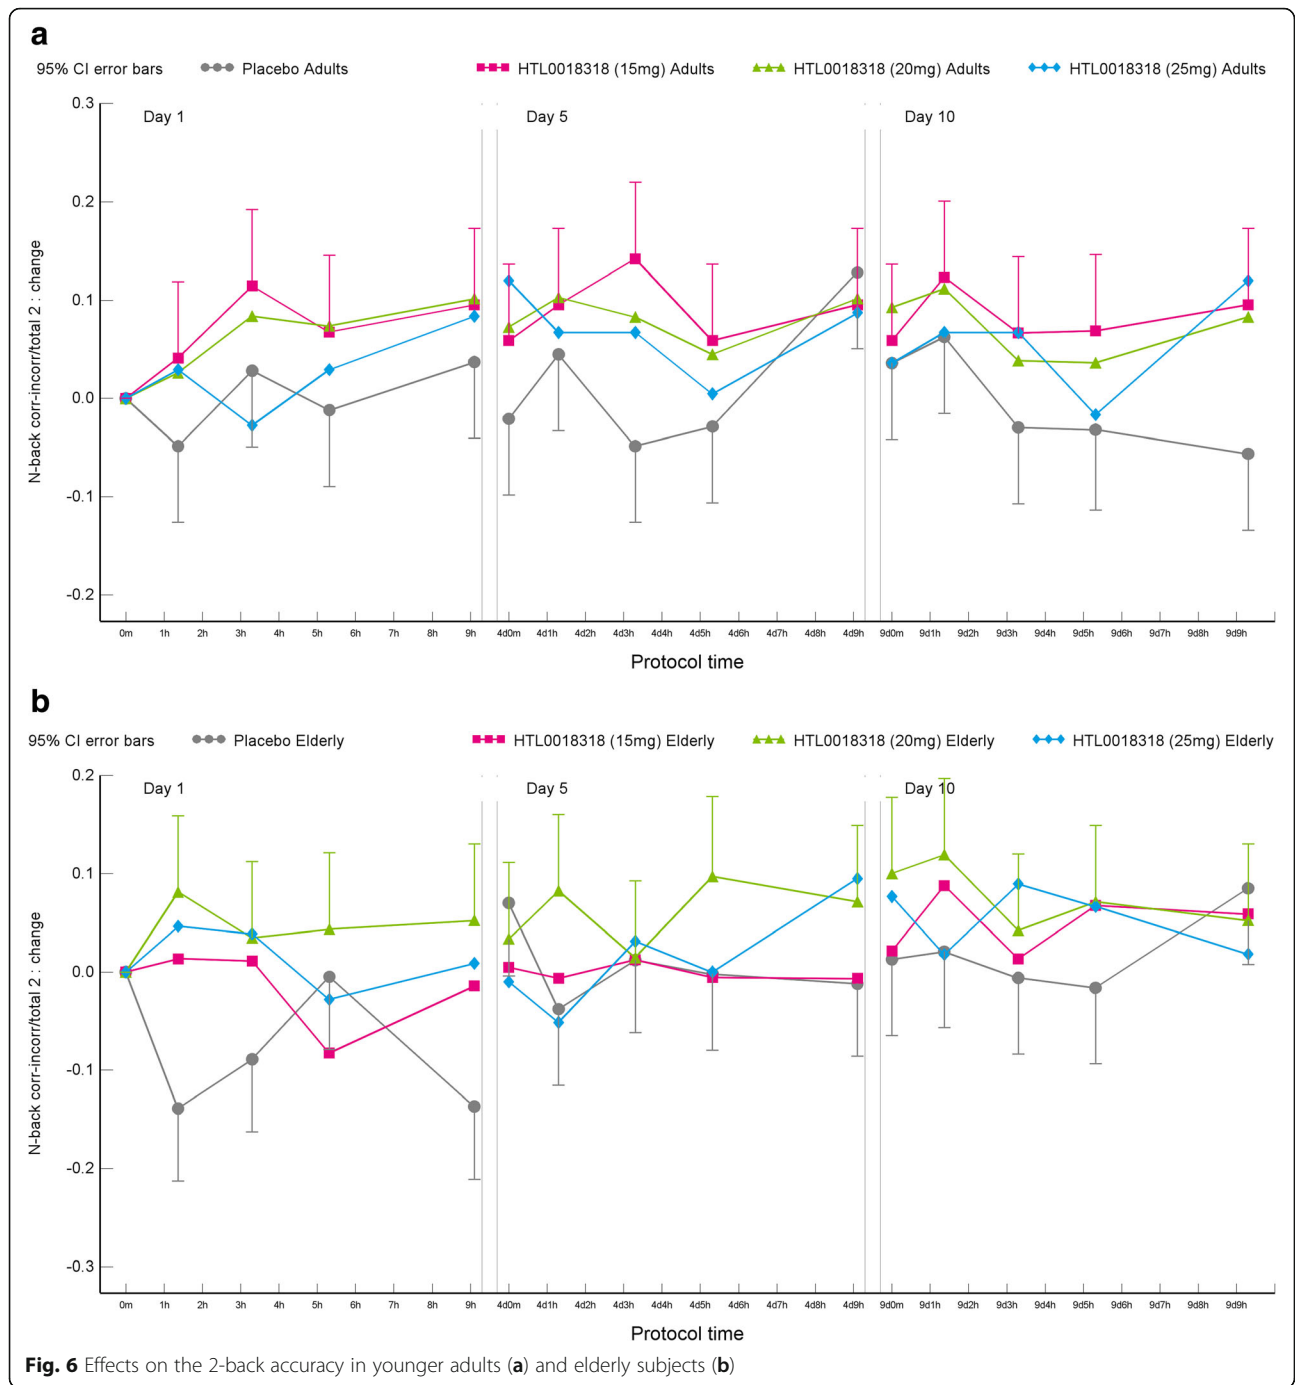 a
95% CI error bars Placebo Adults HTL0018318 (15mg) Adults HTL0018318 (20mg) Adults HTL0018318 (25mg) Adults
0.3
Day 1 Day 5 Day 10
0.2
0.1
0.0
-0.1
-0.2
N-back corr-incorr/total 2 : change
0m 1h 2h 3h 4h 5h 6h 7h 8h 9h 4d0m 4d1h 4d2h 4d3h 4d4h 4d5h 4d6h 4d7h 4d8h 4d9h 9d0m 9d1h 9d2h 9d3h 9d4h 9d5h 9d6h 9d7h 9d8h 9d9h
Protocol time
b
95% CI error bars Placebo Elderly HTL0018318 (15mg) Elderly HTL0018318 (20mg) Elderly HTL0018318 (25mg) Elderly
0.2
Day 1 Day 5 Day 10
0.1
0.0
-0.1
-0.2
-0.3
N-back corr-incorr/total 2 : change
0m 1h 2h 3h 4h 5h 6h 7h 8h 9h 4d0m 4d1h 4d2h 4d3h 4d4h 4d5h 4d6h 4d7h 4d8h 4d9h 9d0m 9d1h 9d2h 9d3h 9d4h 9d5h 9d6h 9d7h 9d8h 9d9h
Protocol time
Fig. 6 Effects on the 2-back accuracy in younger adults (a) and elderly subjects (b)